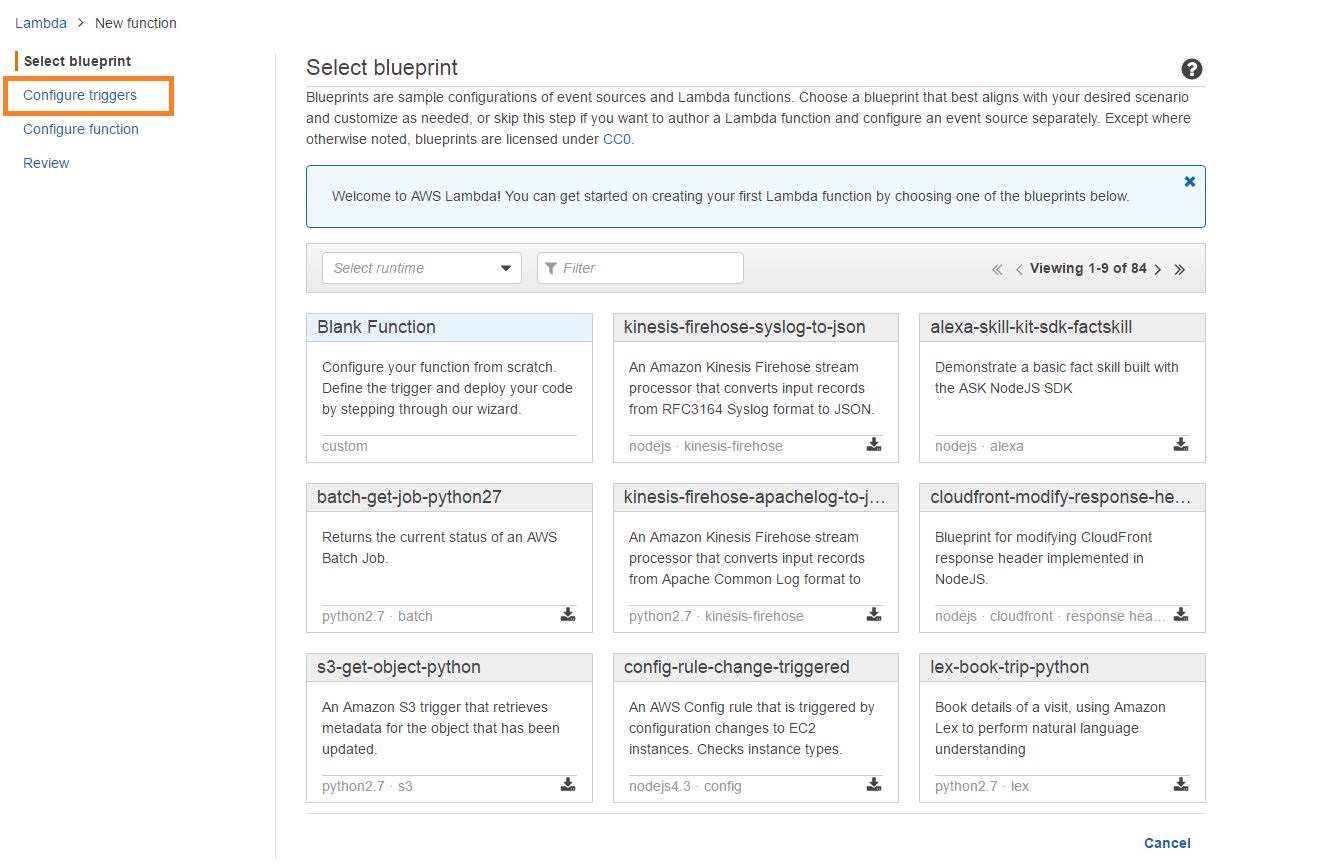 Lambda > New function
Select blueprint
Configure triggers
Configure function
Review
Select blueprint
?
Blueprints are sample configurations of event sources and Lambda functions. Choose a blueprint that best aligns with your desired scenario
and customize as needed, or skip this step if you want to author a Lambda function and configure an event source separately. Except where
otherwise noted, blueprints are licensed under CC0.
Welcome to AWS Lambda! You can get started on creating your first Lambda function by choosing one of the blueprints below.
Select runtime
Filter
« < Viewing 1-9 of 84 > »
Blank Function
Configure your function from scratch.
Define the trigger and deploy your code
by stepping through our wizard.
custom
kinesis-firehose-syslog-to-json
An Amazon Kinesis Firehose stream
processor that converts input records
from RFC3164 Syslog format to JSON.
nodejs · kinesis-firehose
alexa-skill-kit-sdk-factskill
Demonstrate a basic fact skill built with
the ASK NodeJS SDK
nodejs · alexa
batch-get-job-python27
Returns the current status of an AWS
Batch Job.
python2.7 · batch
kinesis-firehose-apachelog-to-j…
An Amazon Kinesis Firehose stream
processor that converts input records
from Apache Common Log format to
python2.7 · kinesis-firehose
cloudfront-modify-response-he…
Blueprint for modifying CloudFront
response header implemented in
NodeJS.
nodejs · cloudfront · response hea…
s3-get-object-python
An Amazon S3 trigger that retrieves
metadata for the object that has been
updated.
python2.7 · s3
config-rule-change-triggered
An AWS Config rule that is triggered by
configuration changes to EC2
instances. Checks instance types.
nodejs4.3 · config
lex-book-trip-python
Book details of a visit, using Amazon
Lex to perform natural language
understanding
python2.7 · lex
Cancel